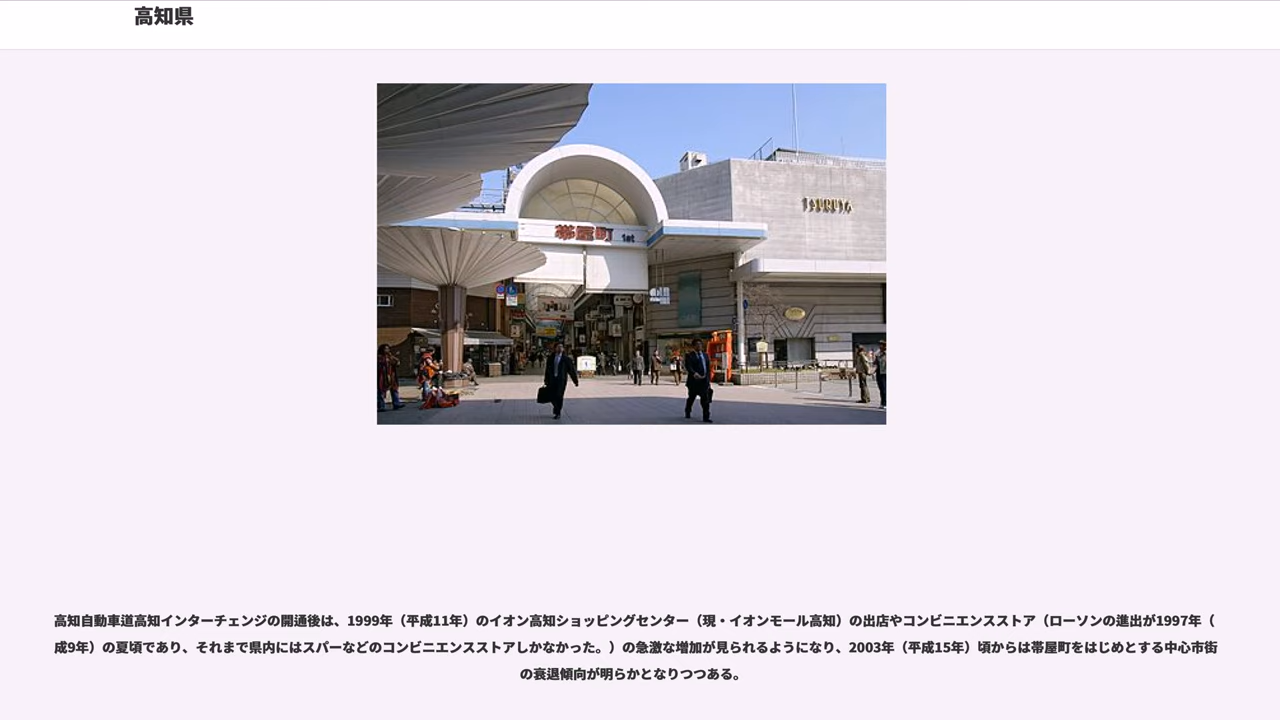 高知県
帯屋町 1st
TSURUYA
高知自動車道高知インターチェンジの開通後は、1999年（平成11年）のイオン高知ショッピングセンター（現・イオンモール高知）の出店やコンビニエンスストア（ローソンの進出が1997年（
成9年）の夏頃であり、それまで県内にはスパーなどのコンビニエンスストアしかなかった。）の急激な増加が見られるようになり、2003年（平成15年）頃からは帯屋町をはじめとする中心市街
の衰退傾向が明らかとなりつつある。